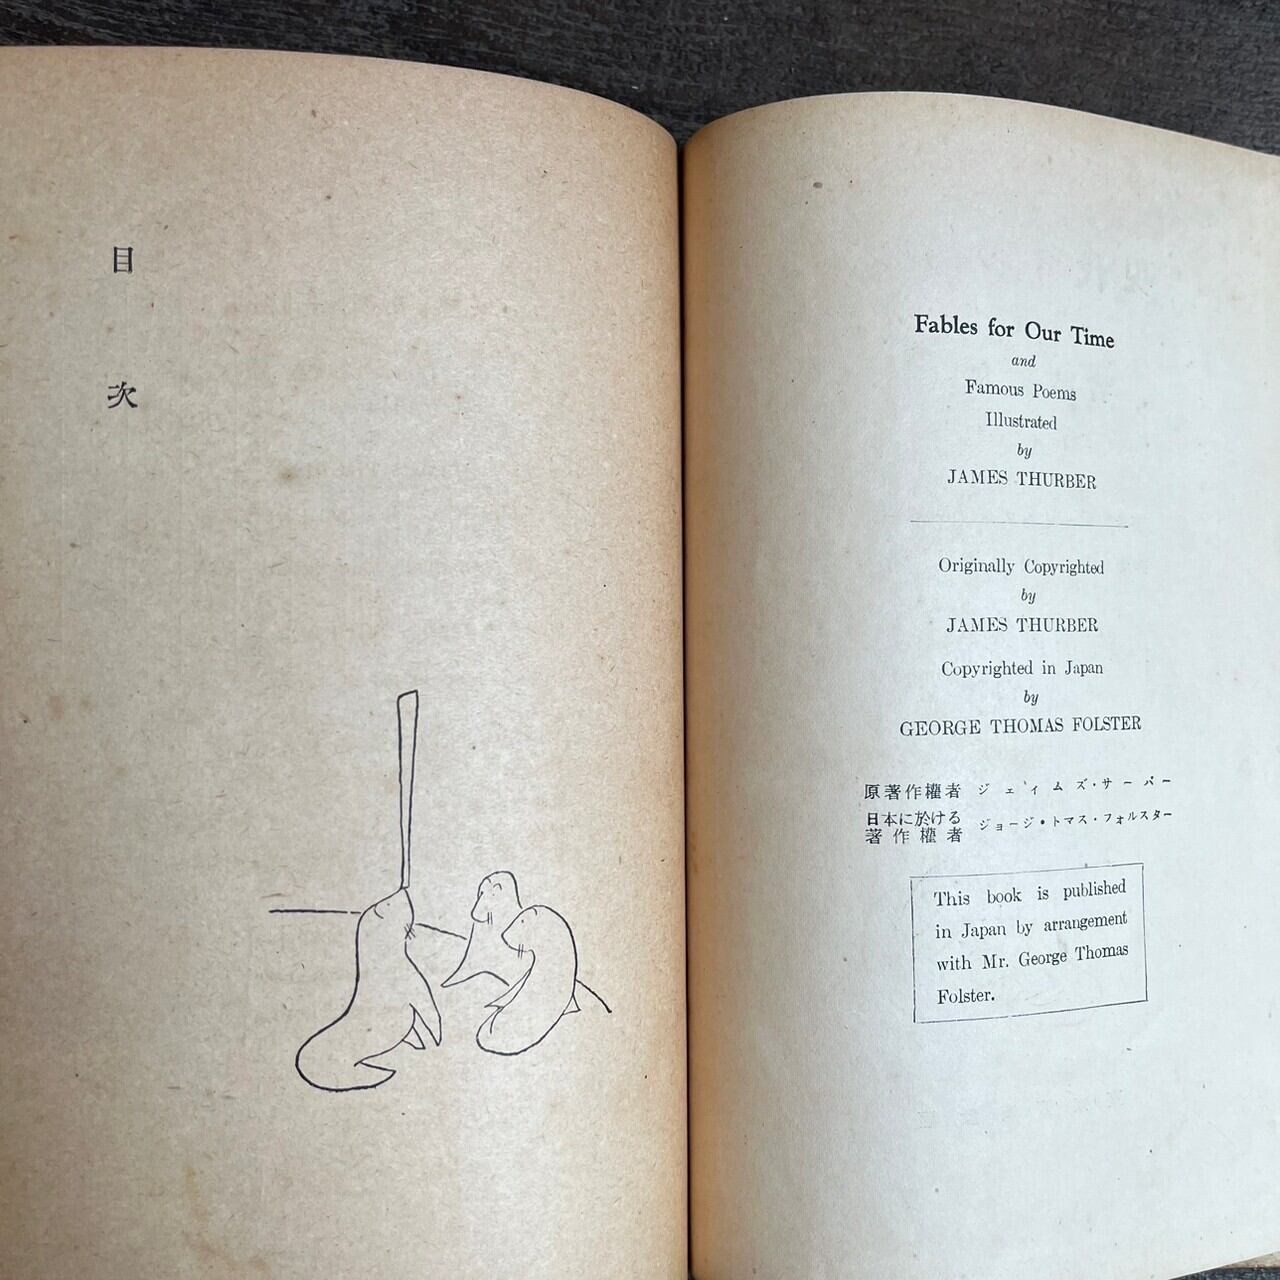 Fables for Our Time
and
Famous Poems
Illustrated
by
JAMES THURBER
Originally Copyrighted
by
JAMES THURBER
Copyrighted in Japan
by
GEORGE THOMAS FOLSTER
原著作權者 ジェイムズ・サーバー
日本に於ける
著作權者 ジョージ・トマス・フォルスター
This book is published
in Japan by arrangement
with Mr. George Thomas
Folster.
目次